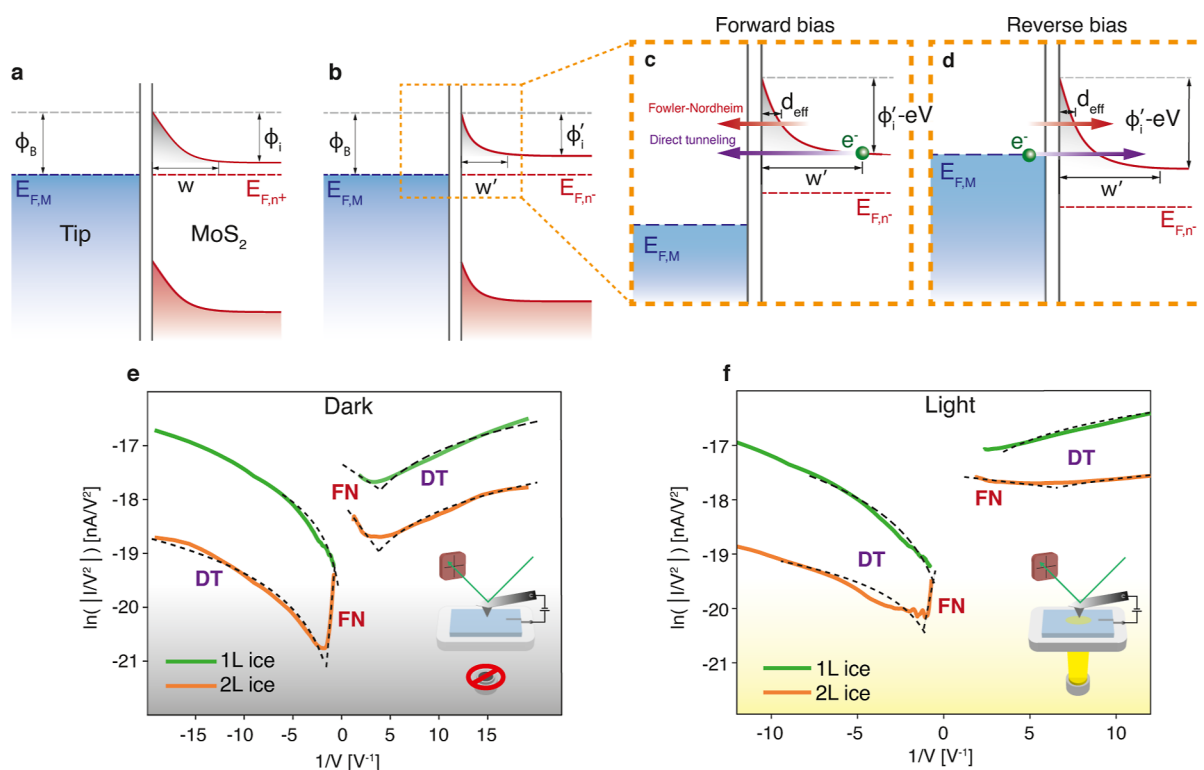 Forward bias
Reverse bias
a
b
c
d
ϕB
ϕi
w
EF,M
EF,n+
Tip
MoS2
ϕB
ϕi′
w′
EF,M
EF,n-
Fowler-Nordheim
Direct tunneling
deff
ϕi′-eV
e-
w′
EF,n-
EF,M
deff
ϕi′-eV
e-
EF,M
w′
EF,n-
e
Dark
ln( |I/V²| ) [nA/V²]
-17
-18
-19
-20
-21
FN
DT
DT
FN
1L ice
2L ice
-15
-10
-5
0
5
10
15
1/V [V⁻¹]
f
Light
ln( |I/V²| ) [nA/V²]
-17
-18
-19
-20
-21
DT
FN
DT
FN
1L ice
2L ice
-10
-5
0
5
10
1/V [V⁻¹]